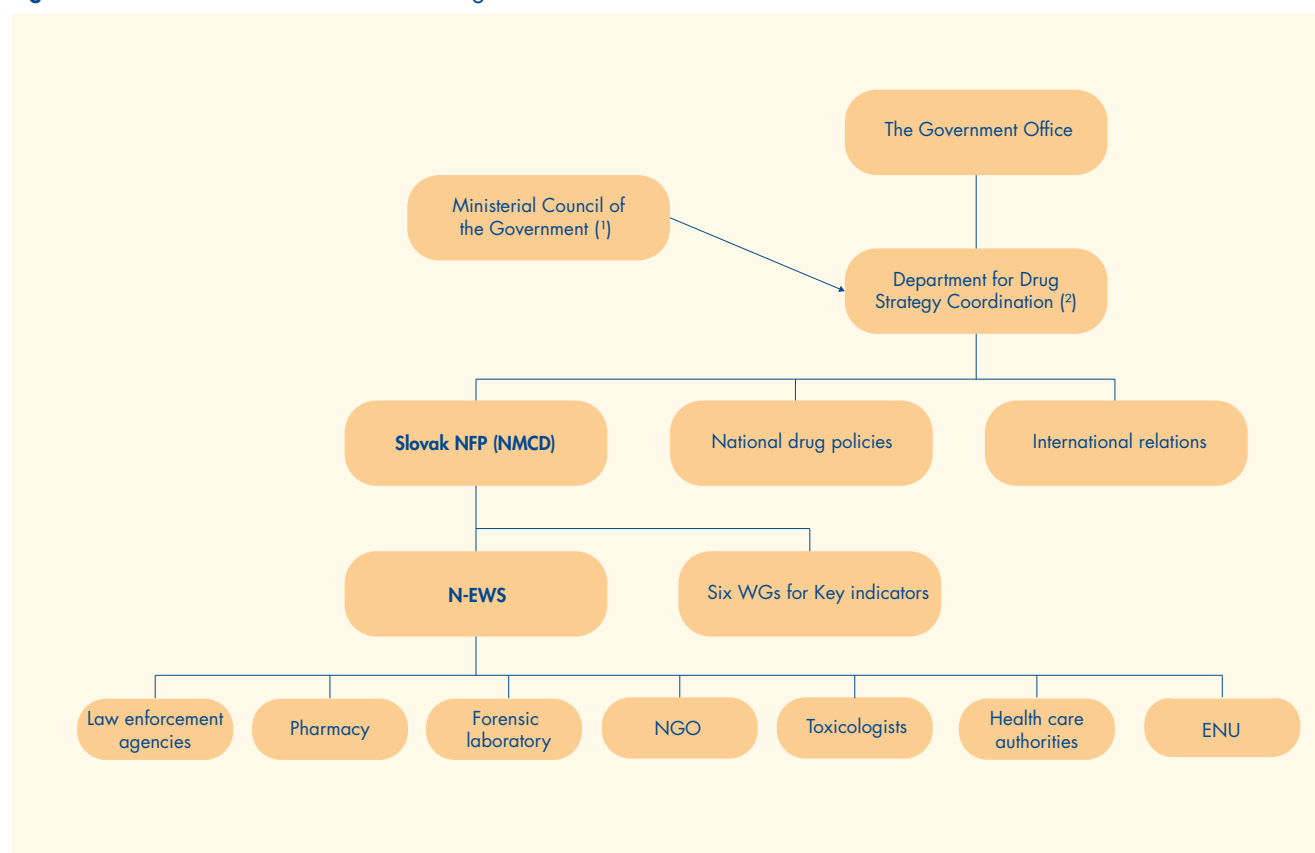 The Government Office
Ministerial Council of
the Government (¹)
Department for Drug
Strategy Coordination (²)
Slovak NFP (NMCD)
National drug policies
International relations
N-EWS
Six WGs for Key indicators
Law enforcement
agencies
Pharmacy
Forensic
laboratory
NGO
Toxicologists
Health care
authorities
ENU